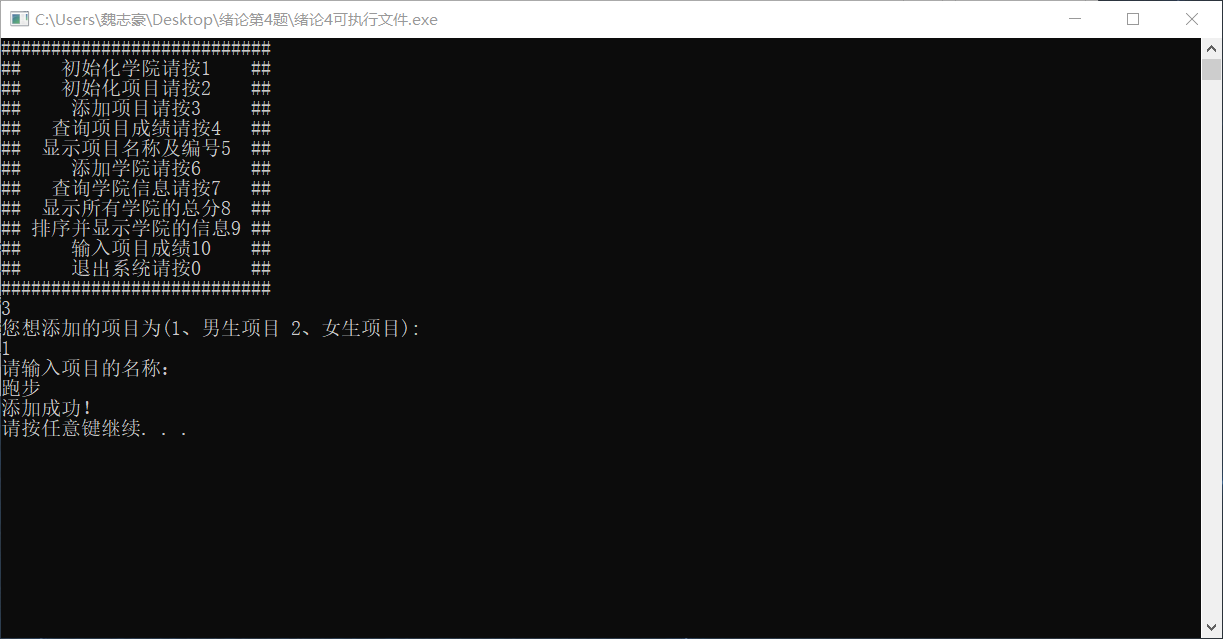 C:\Users\魏志豪\Desktop\绪论第4题\绪论4可执行文件.exe
###########################
##    初始化学院请按1    ##
##    初始化项目请按2    ##
##     添加项目请按3     ##
##   查询项目成绩请按4   ##
##  显示项目名称及编号5  ##
##     添加学院请按6     ##
##   查询学院信息请按7   ##
##  显示所有学院的总分8  ##
## 排序并显示学院的信息9 ##
##     输入项目成绩10    ##
##     退出系统请按0     ##
###########################
3
您想添加的项目为(1、男生项目 2、女生项目):
1
请输入项目的名称:
跑步
添加成功!
请按任意键继续. . .